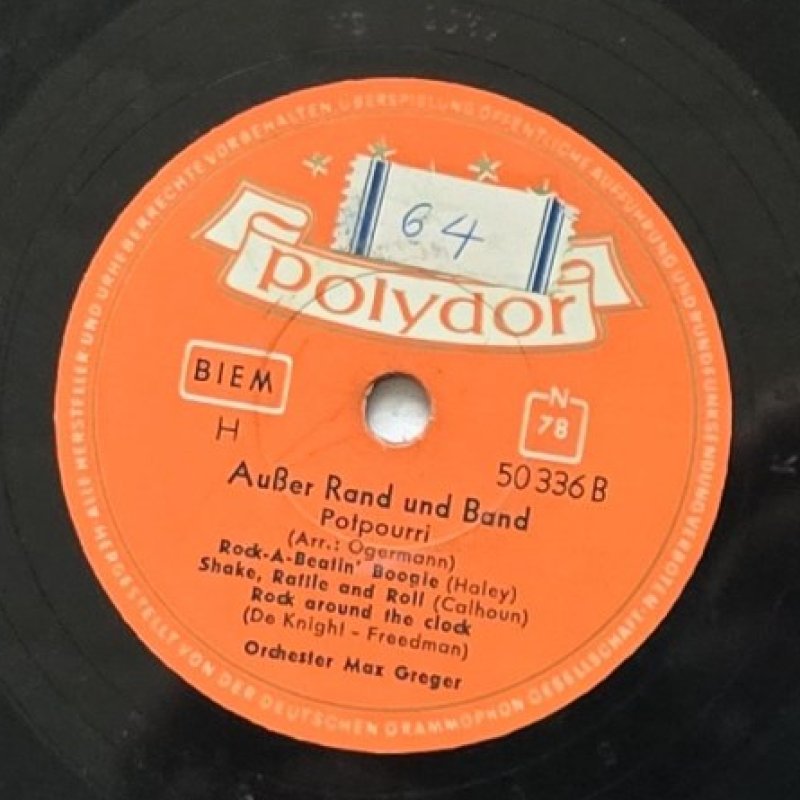 64
polydor
BIEM
N
78
H
50 336 B
Außer Rand und Band
Potpourri
(Arr.: Ogermann)
Rock-A-Beatin' Boogie (Haley)
Shake, Rattle and Roll (Calhoun)
Rock around the clock
(De Knight - Freedman)
Orchester Max Greger
ALLE HERSTELLER UND URHEBERRECHTE VORBEHALTEN. ÜBERSPIELUNG, ÖFFENTLICHE AUFFÜHRUNG UND RUNDFUNKSENDUNG VERBOTEN
HERGESTELLT VON DER DEUTSCHEN GRAMMOPHON GESELLSCHAFT